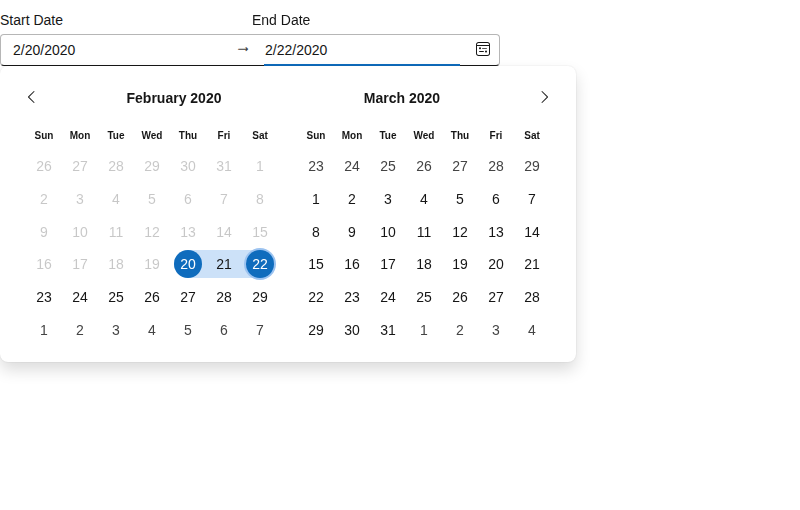 Start Date End Date
2/20/2020 → 2/22/2020
February 2020 March 2020
Sun Mon Tue Wed Thu Fri Sat Sun Mon Tue Wed Thu Fri Sat
26 27 28 29 30 31 1 23 24 25 26 27 28 29
2 3 4 5 6 7 8 1 2 3 4 5 6 7
9 10 11 12 13 14 15 8 9 10 11 12 13 14
16 17 18 19 20 21 22 15 16 17 18 19 20 21
23 24 25 26 27 28 29 22 23 24 25 26 27 28
1 2 3 4 5 6 7 29 30 31 1 2 3 4